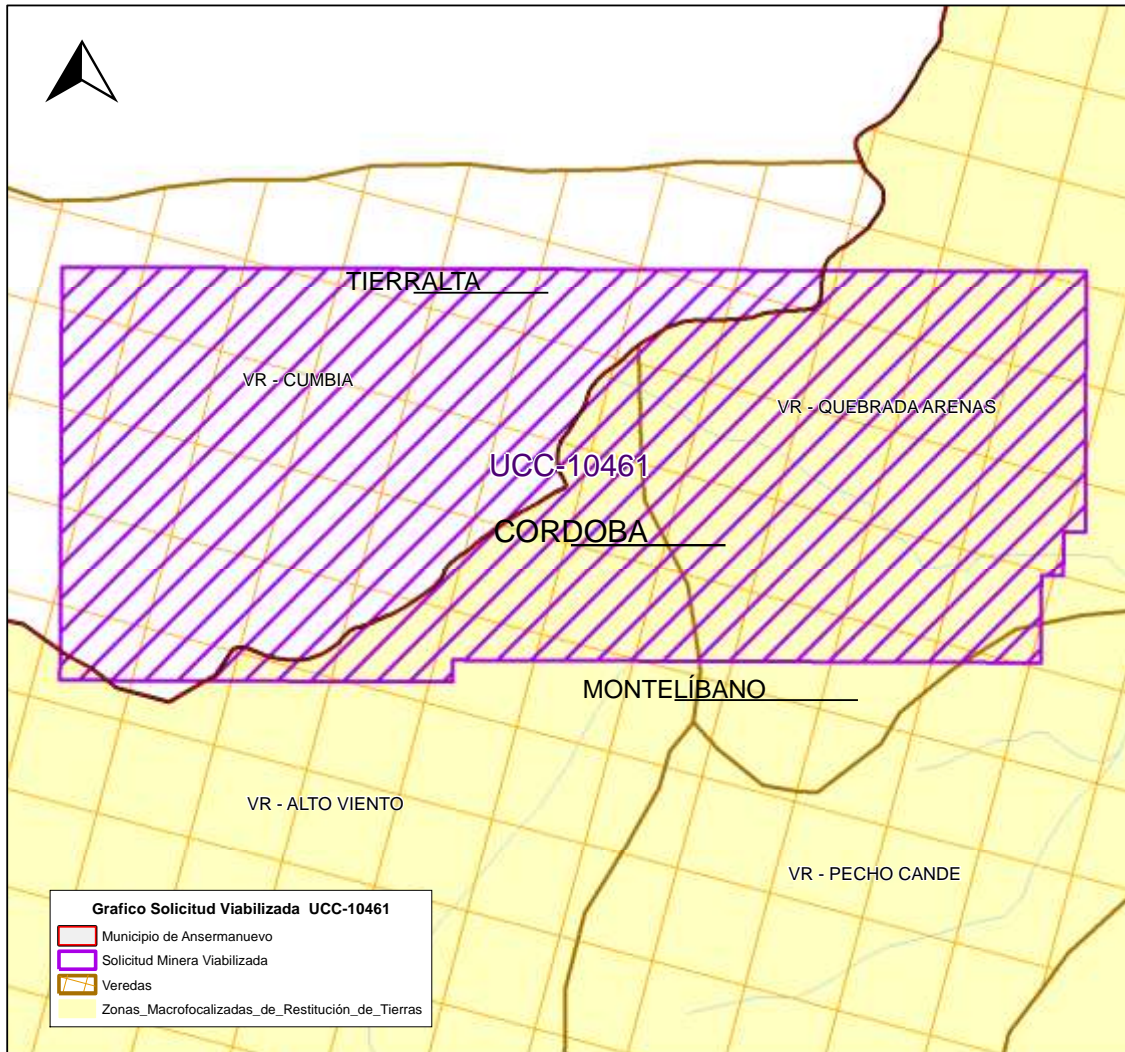 TIERRALTA
VR - CUMBIA
VR - QUEBRADA ARENAS
UCC-10461
CORDOBA
MONTELÍBANO
VR - ALTO VIENTO
VR - PECHO CANDE
Grafico Solicitud Viabilizada UCC-10461
Municipio de Ansermanuevo
Solicitud Minera Viabilizada
Veredas
Zonas_Macrofocalizadas_de_Restitución_de_Tierras